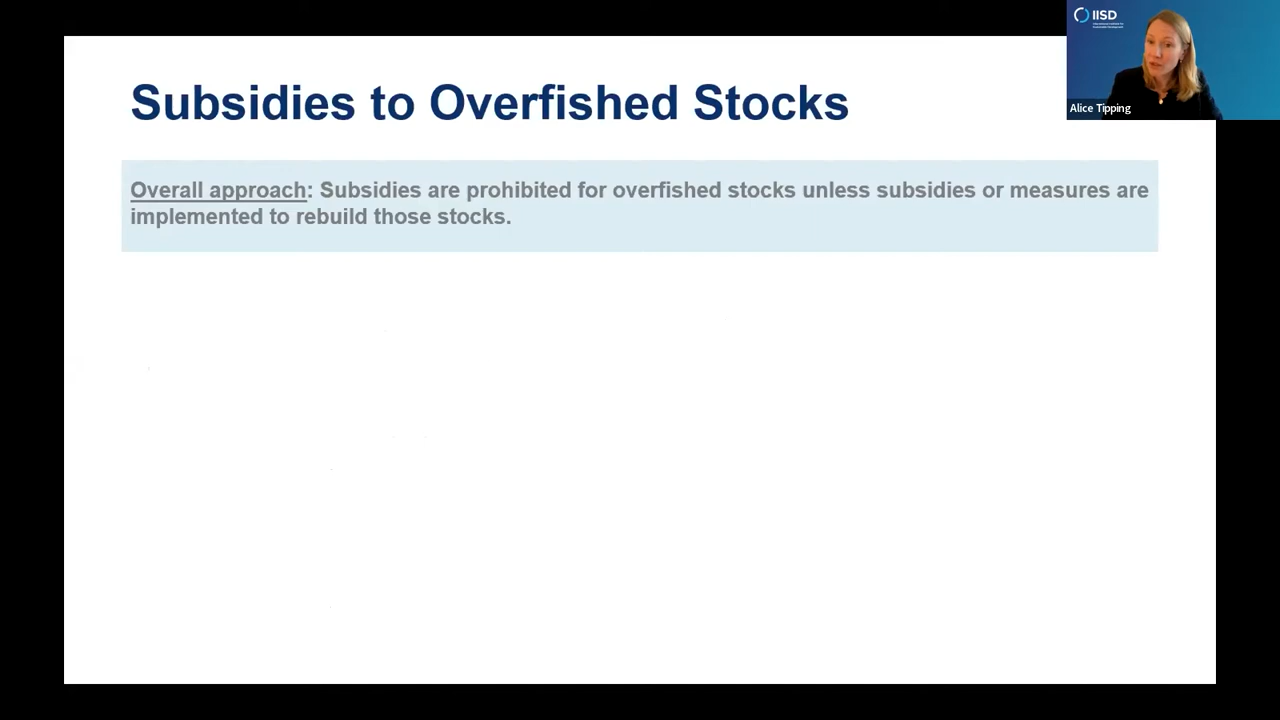 IISD
Alice Tipping
Subsidies to Overfished Stocks
Overall approach: Subsidies are prohibited for overfished stocks unless subsidies or measures are
implemented to rebuild those stocks.